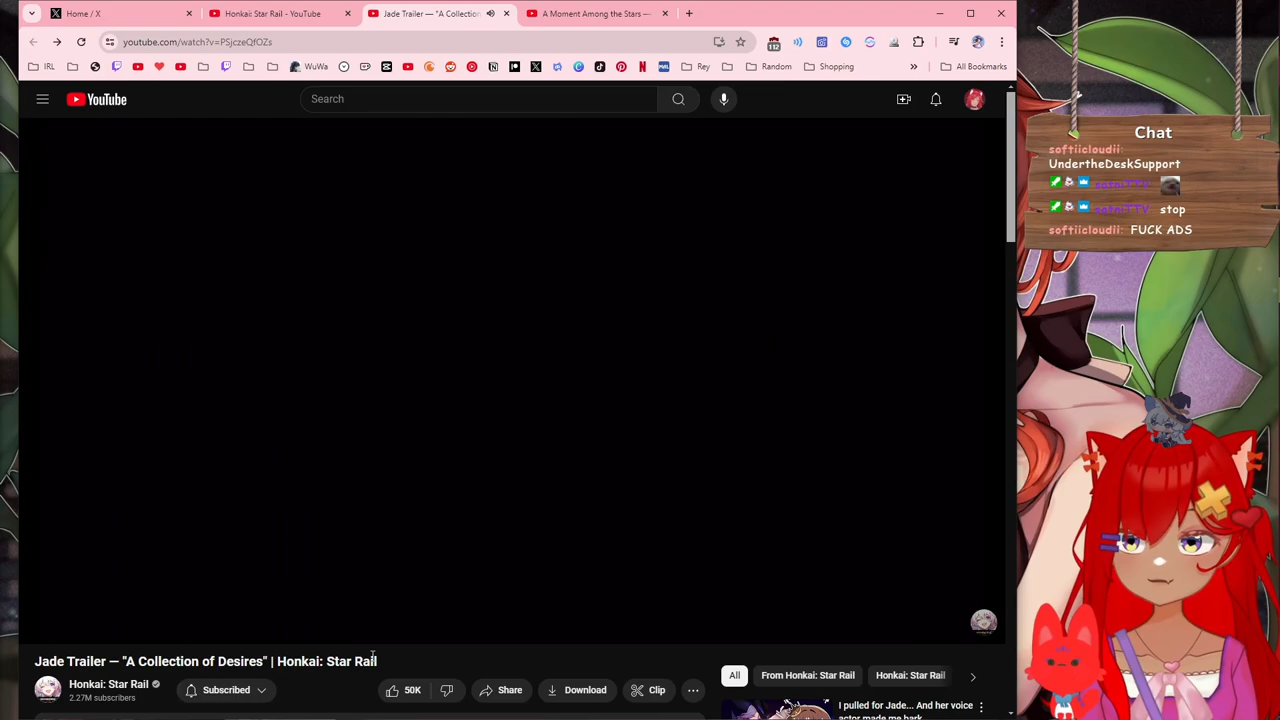 Home / X
Honkai: Star Rail - YouTube
Jade Trailer — "A Collection
A Moment Among the Stars —
youtube.com/watch?v=PSjczeQfOZs
112
IRL
WuWa
Rey
Random
Shopping
All Bookmarks
YouTube
Search
Chat
softiicloudii:
UndertheDeskSupport
satniTTV
satniTTV stop
softiicloudii: FUCK ADS
Jade Trailer — "A Collection of Desires" | Honkai: Star Rail
Honkai: Star Rail
2.27M subscribers
Subscribed
50K
Share
Download
Clip
All
From Honkai: Star Rail
Honkai: Star Rail
I pulled for Jade... And her voice
actor made me bark